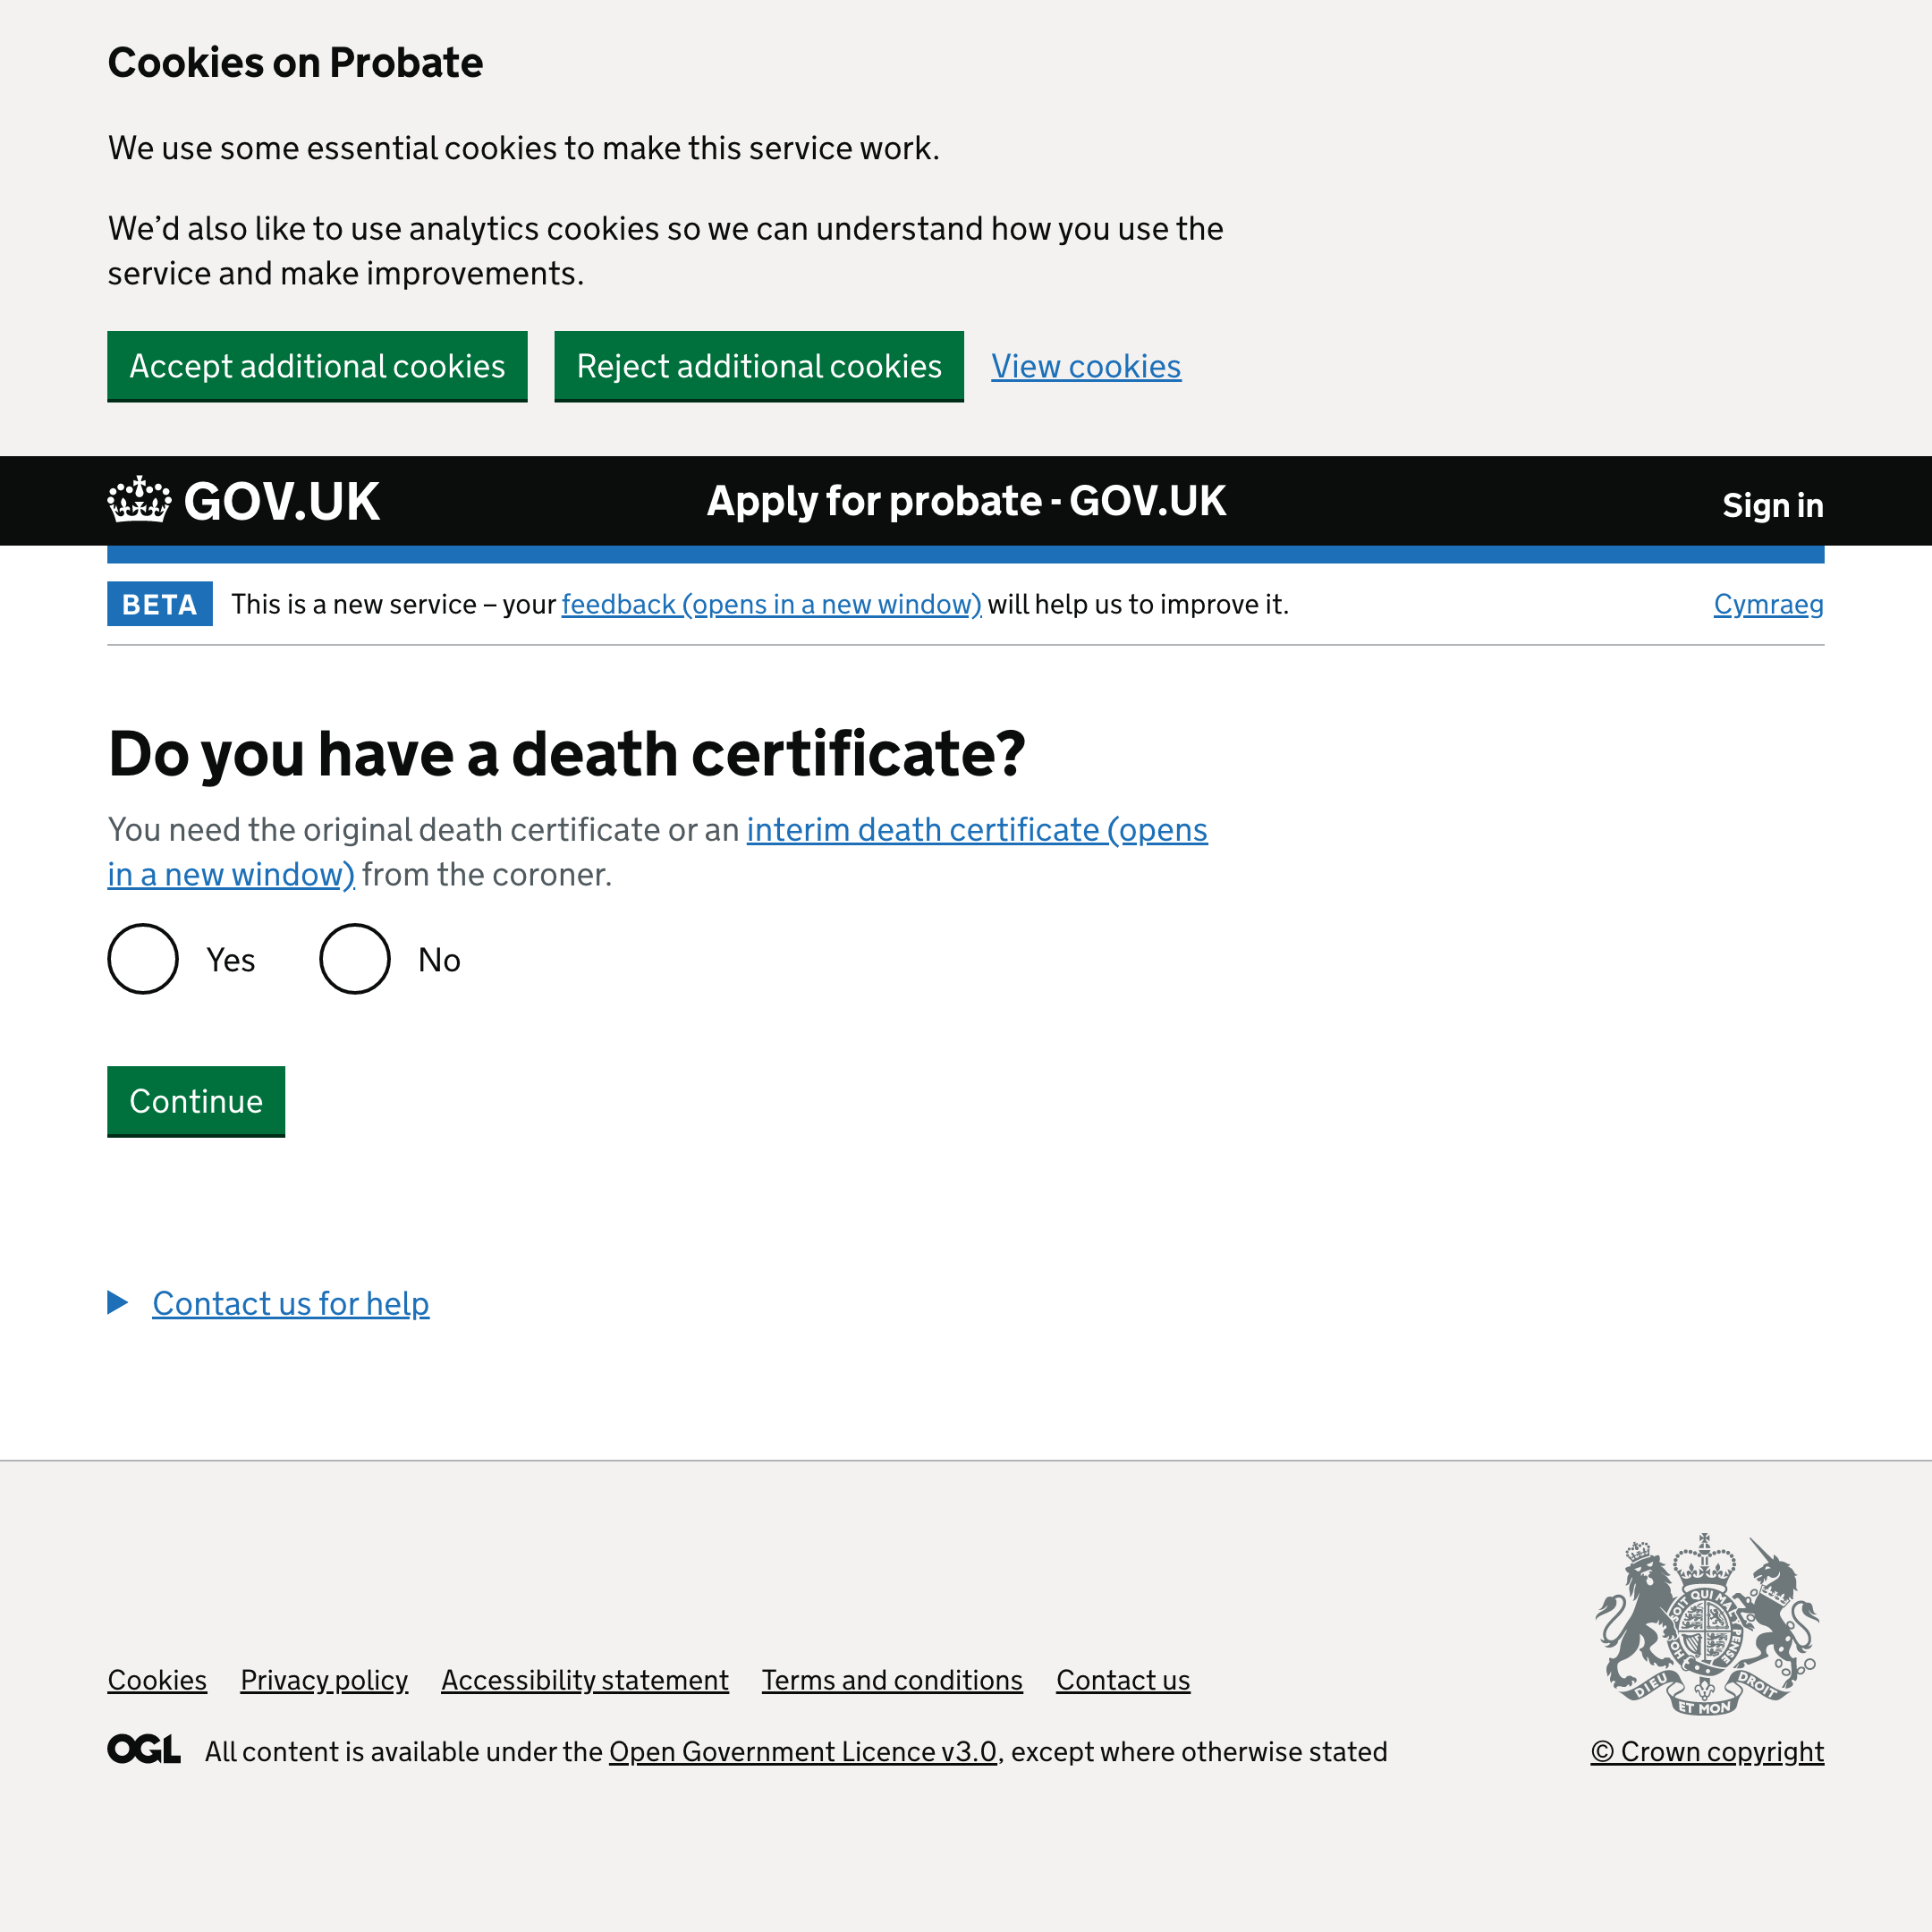 Cookies on Probate
We use some essential cookies to make this service work.
We’d also like to use analytics cookies so we can understand how you use the
service and make improvements.
Accept additional cookies Reject additional cookies View cookies
GOV.UK Apply for probate - GOV.UK Sign in
BETA This is a new service – your feedback (opens in a new window) will help us to improve it. Cymraeg
Do you have a death certificate?
You need the original death certificate or an interim death certificate (opens
in a new window) from the coroner.
Yes No
Continue
Contact us for help
Cookies Privacy policy Accessibility statement Terms and conditions Contact us
DIEU ET MON DROIT
OGL All content is available under the Open Government Licence v3.0, except where otherwise stated © Crown copyright